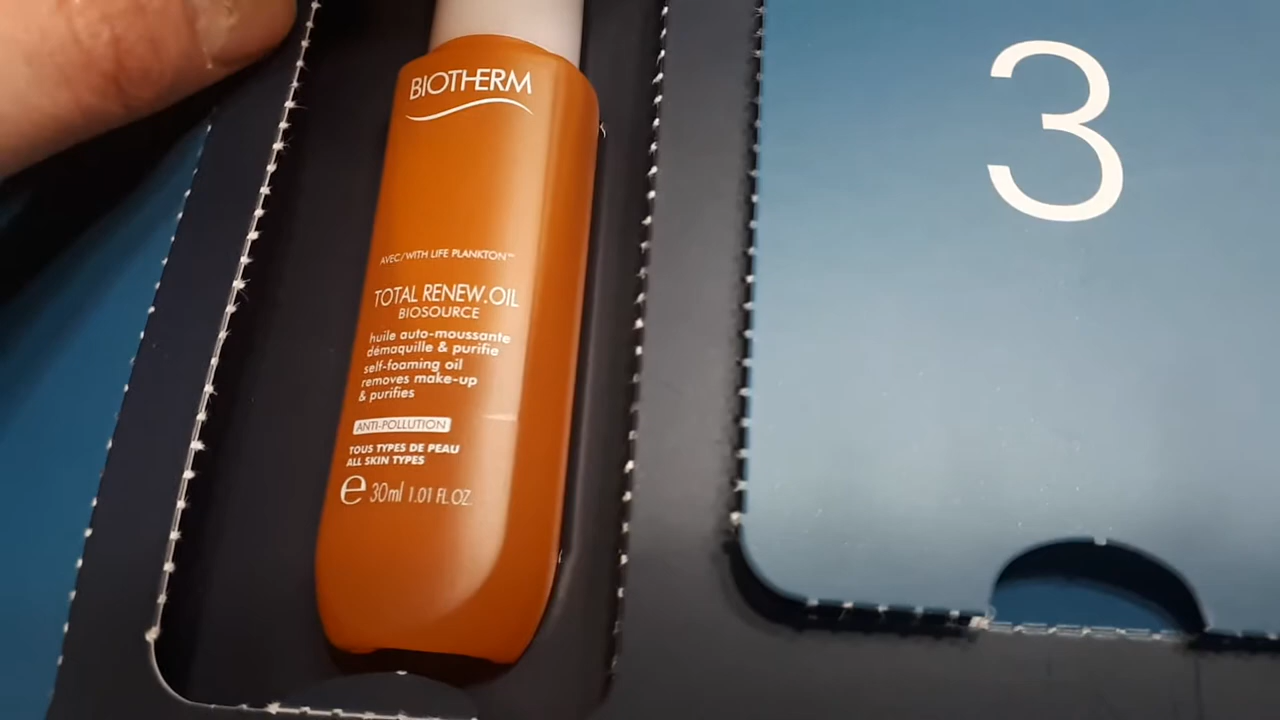 BIOTHERM
AVEC/WITH LIFE PLANKTON™
TOTAL RENEW.OIL
BIOSOURCE
huile auto-moussante
démaquille & purifie
self-foaming oil
removes make-up
& purifies
ANTI-POLLUTION
TOUS TYPES DE PEAU
ALL SKIN TYPES
℮ 30ml 1.01 FL.OZ.
3